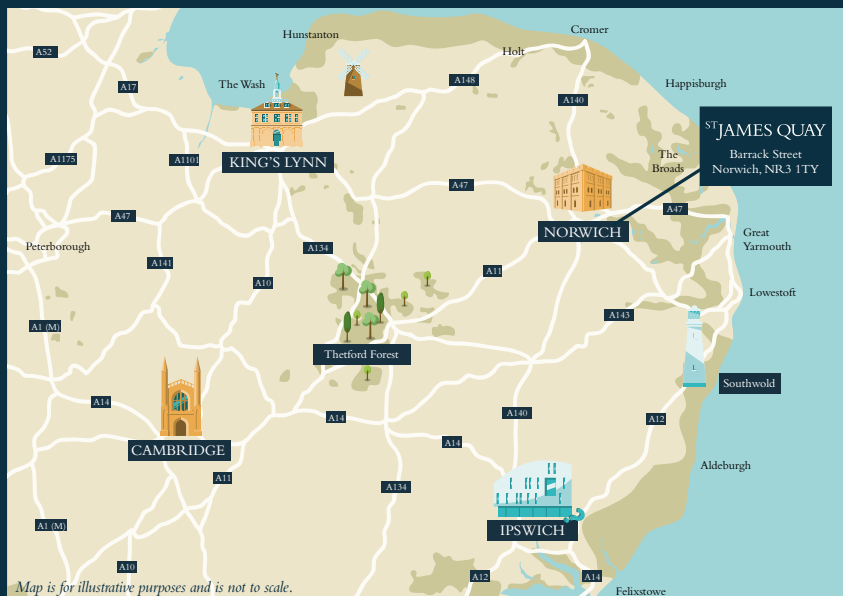 Hunstanton
Cromer
A52
Holt
A17
The Wash
A148
Happisburgh
A140
STJAMES QUAY
Barrack Street
Norwich, NR3 1TY
A1175
A1101
KING'S LYNN
The
Broads
A47
A47
A47
NORWICH
Great
Yarmouth
Peterborough
A134
A141
A10
A11
Lowestoft
A143
A1 (M)
Thetford Forest
Southwold
A14
A14
A140
A12
CAMBRIDGE
A14
Aldeburgh
A11
A134
A1 (M)
IPSWICH
A10
A12
A14
Map is for illustrative purposes and is not to scale.
Felixstowe